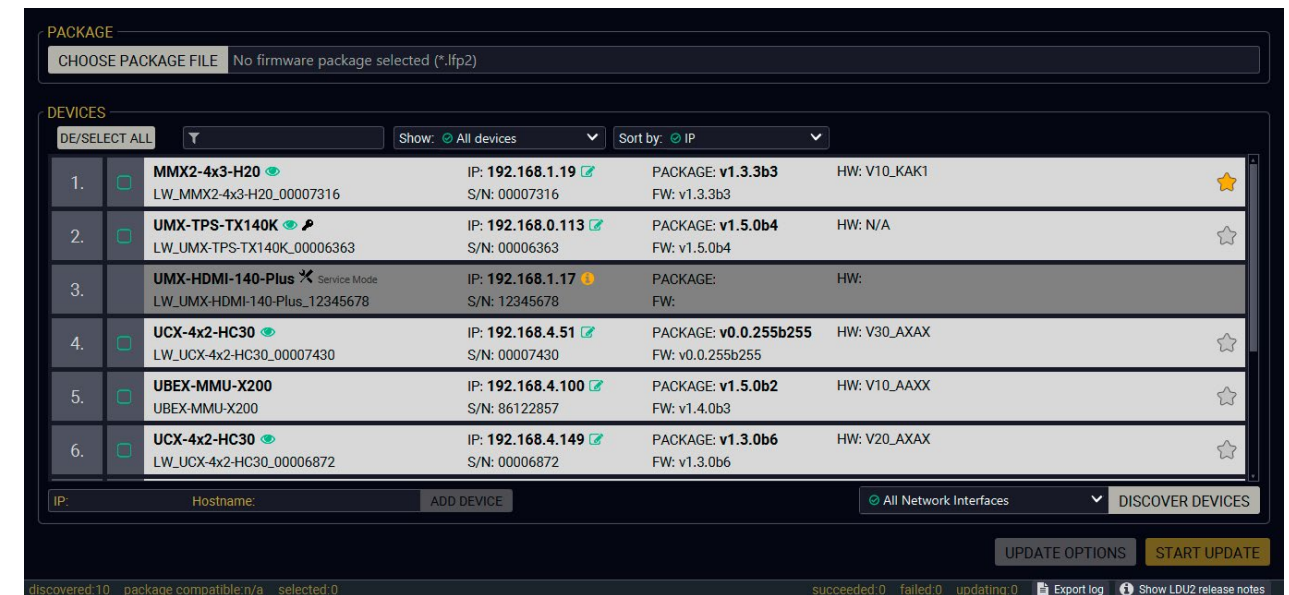 PACKAGE
CHOOSE PACKAGE FILE No firmware package selected (*.lfp2)
DEVICES
DE/SELECT ALL Show: All devices Sort by: IP
1. MMX2-4x3-H20 IP: 192.168.1.19 PACKAGE: v1.3.3b3 HW: V10_KAK1
LW_MMX2-4x3-H20_00007316 S/N: 00007316 FW: v1.3.3b3
2. UMX-TPS-TX140K IP: 192.168.0.113 PACKAGE: v1.5.0b4 HW: N/A
LW_UMX-TPS-TX140K_00006363 S/N: 00006363 FW: v1.5.0b4
3. UMX-HDMI-140-Plus Service Mode IP: 192.168.1.17 PACKAGE: HW:
LW_UMX-HDMI-140-Plus_12345678 S/N: 12345678 FW:
4. UCX-4x2-HC30 IP: 192.168.4.51 PACKAGE: v0.0.255b255 HW: V30_AXAX
LW_UCX-4x2-HC30_00007430 S/N: 00007430 FW: v0.0.255b255
5. UBEX-MMU-X200 IP: 192.168.4.100 PACKAGE: v1.5.0b2 HW: V10_AAXX
UBEX-MMU-X200 S/N: 86122857 FW: v1.4.0b3
6. UCX-4x2-HC30 IP: 192.168.4.149 PACKAGE: v1.3.0b6 HW: V20_AXAX
LW_UCX-4x2-HC30_00006872 S/N: 00006872 FW: v1.3.0b6
IP: Hostname: ADD DEVICE All Network Interfaces DISCOVER DEVICES
UPDATE OPTIONS START UPDATE
discovered:10 package compatible:n/a selected:0 succeeded:0 failed:0 updating:0 Export log Show LDU2 release notes